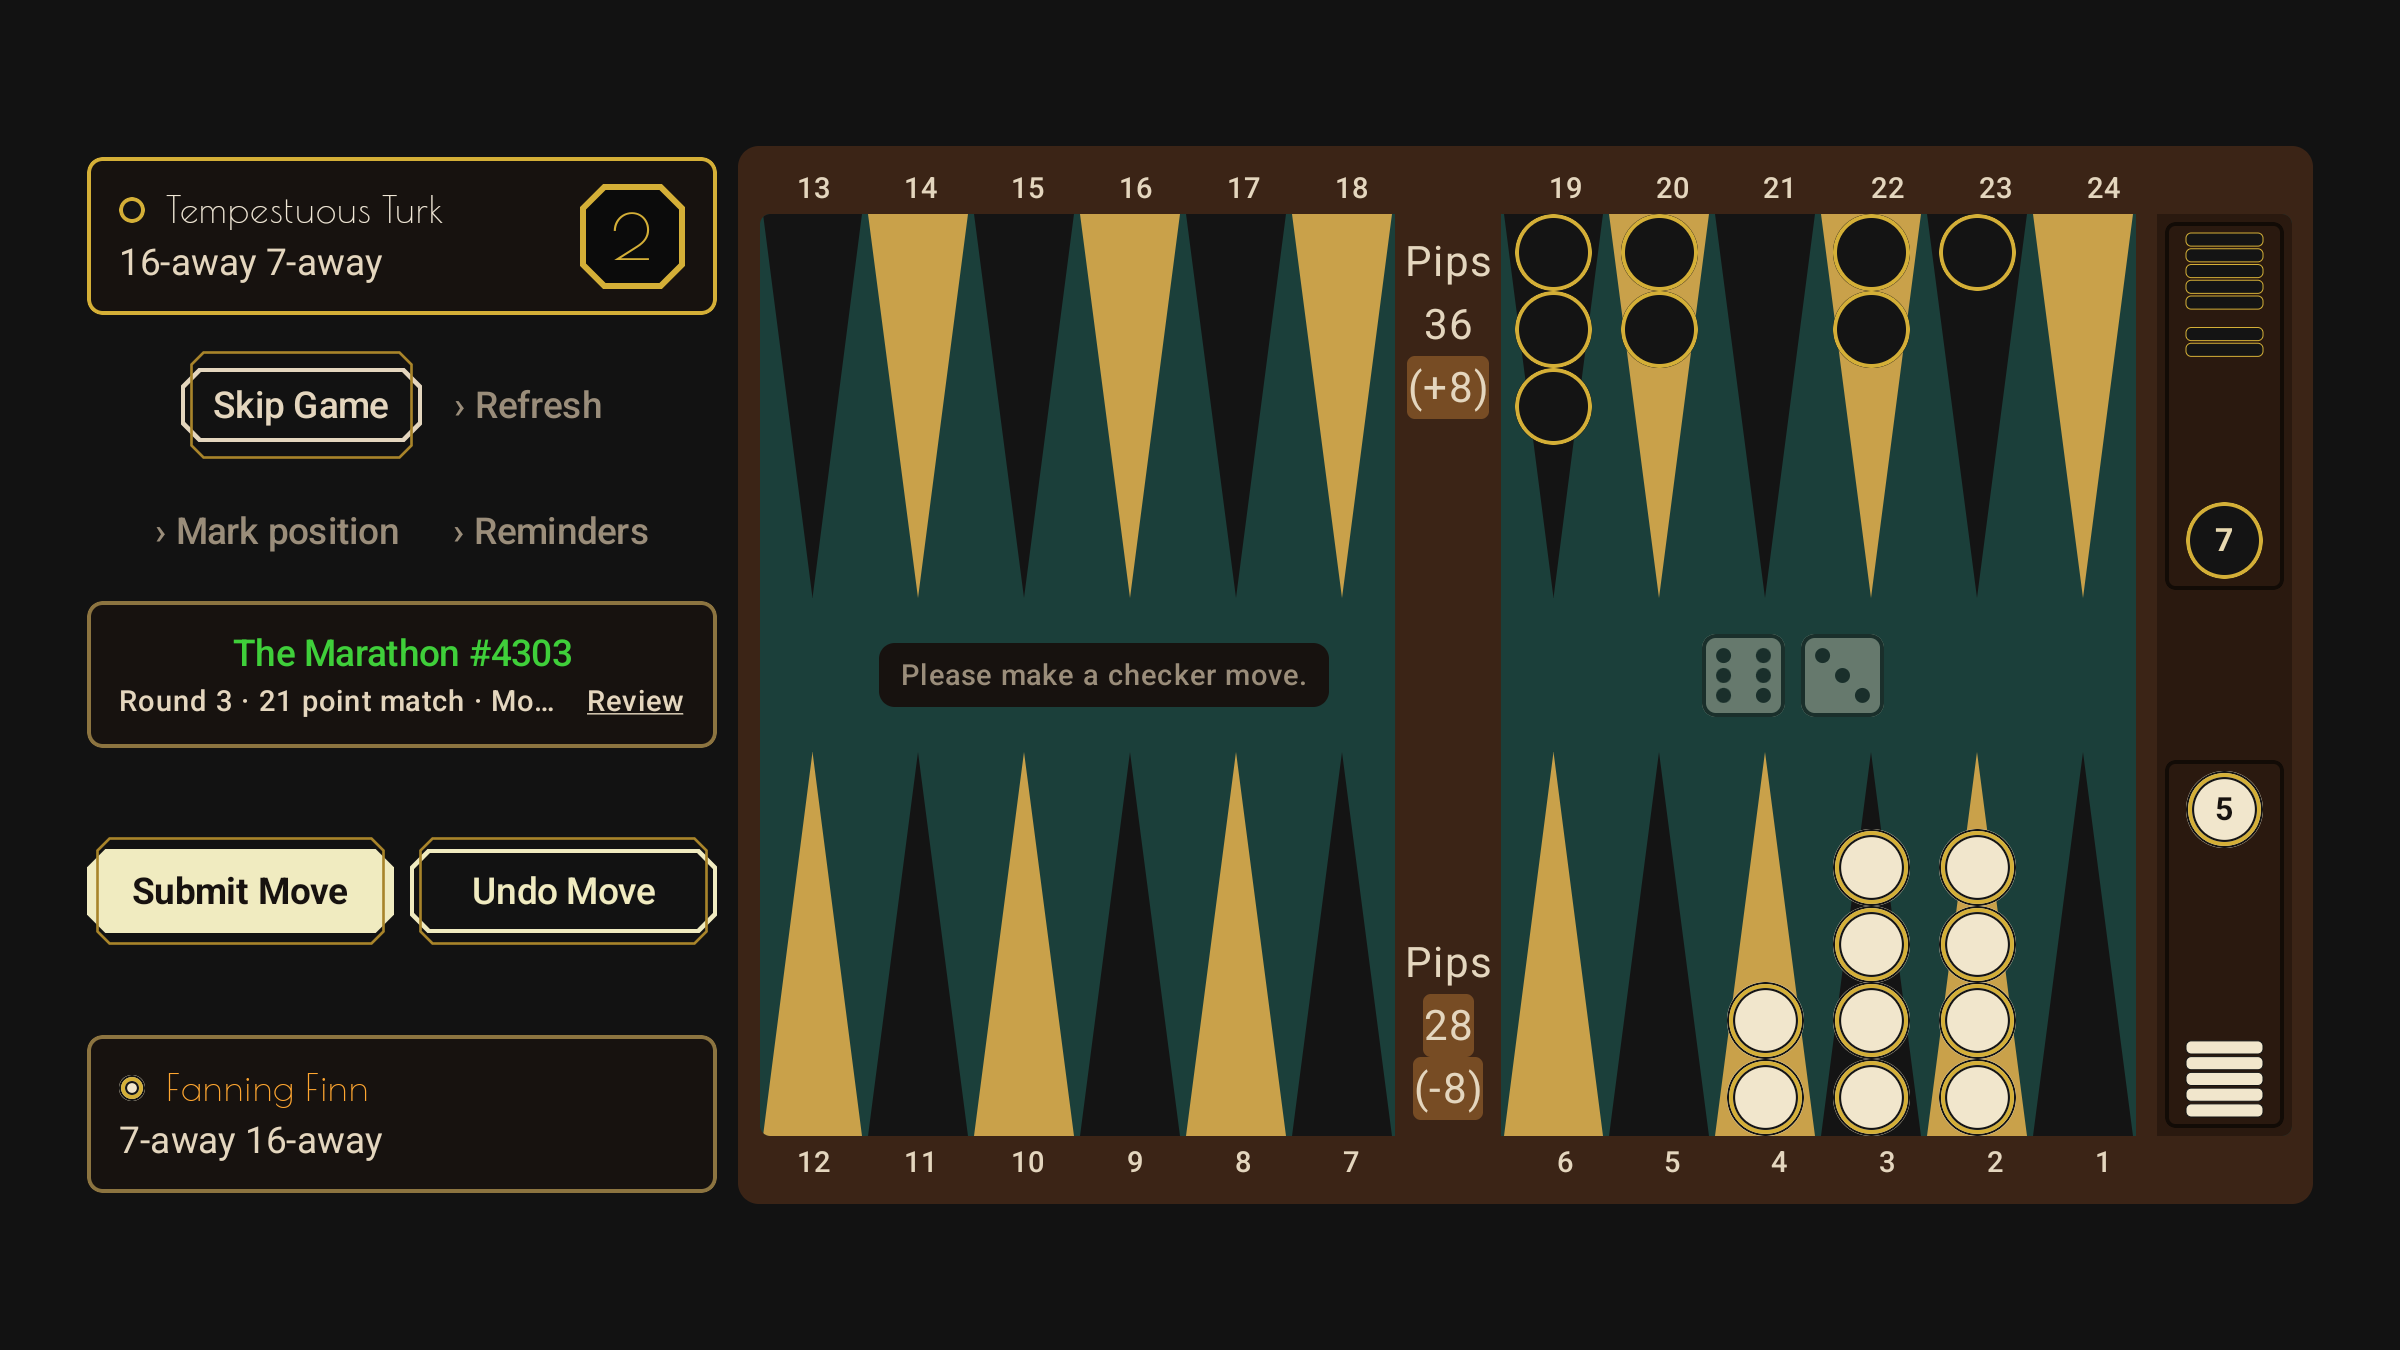 Tempestuous Turk
16-away 7-away
2
Skip Game
› Refresh
› Mark position
› Reminders
The Marathon #4303
Round 3 · 21 point match · Mo...
Review
Submit Move
Undo Move
Fanning Finn
7-away 16-away
13 14 15 16 17 18 19 20 21 22 23 24
Pips
36
(+8)
7
Please make a checker move.
5
Pips
28
(-8)
12 11 10 9 8 7 6 5 4 3 2 1